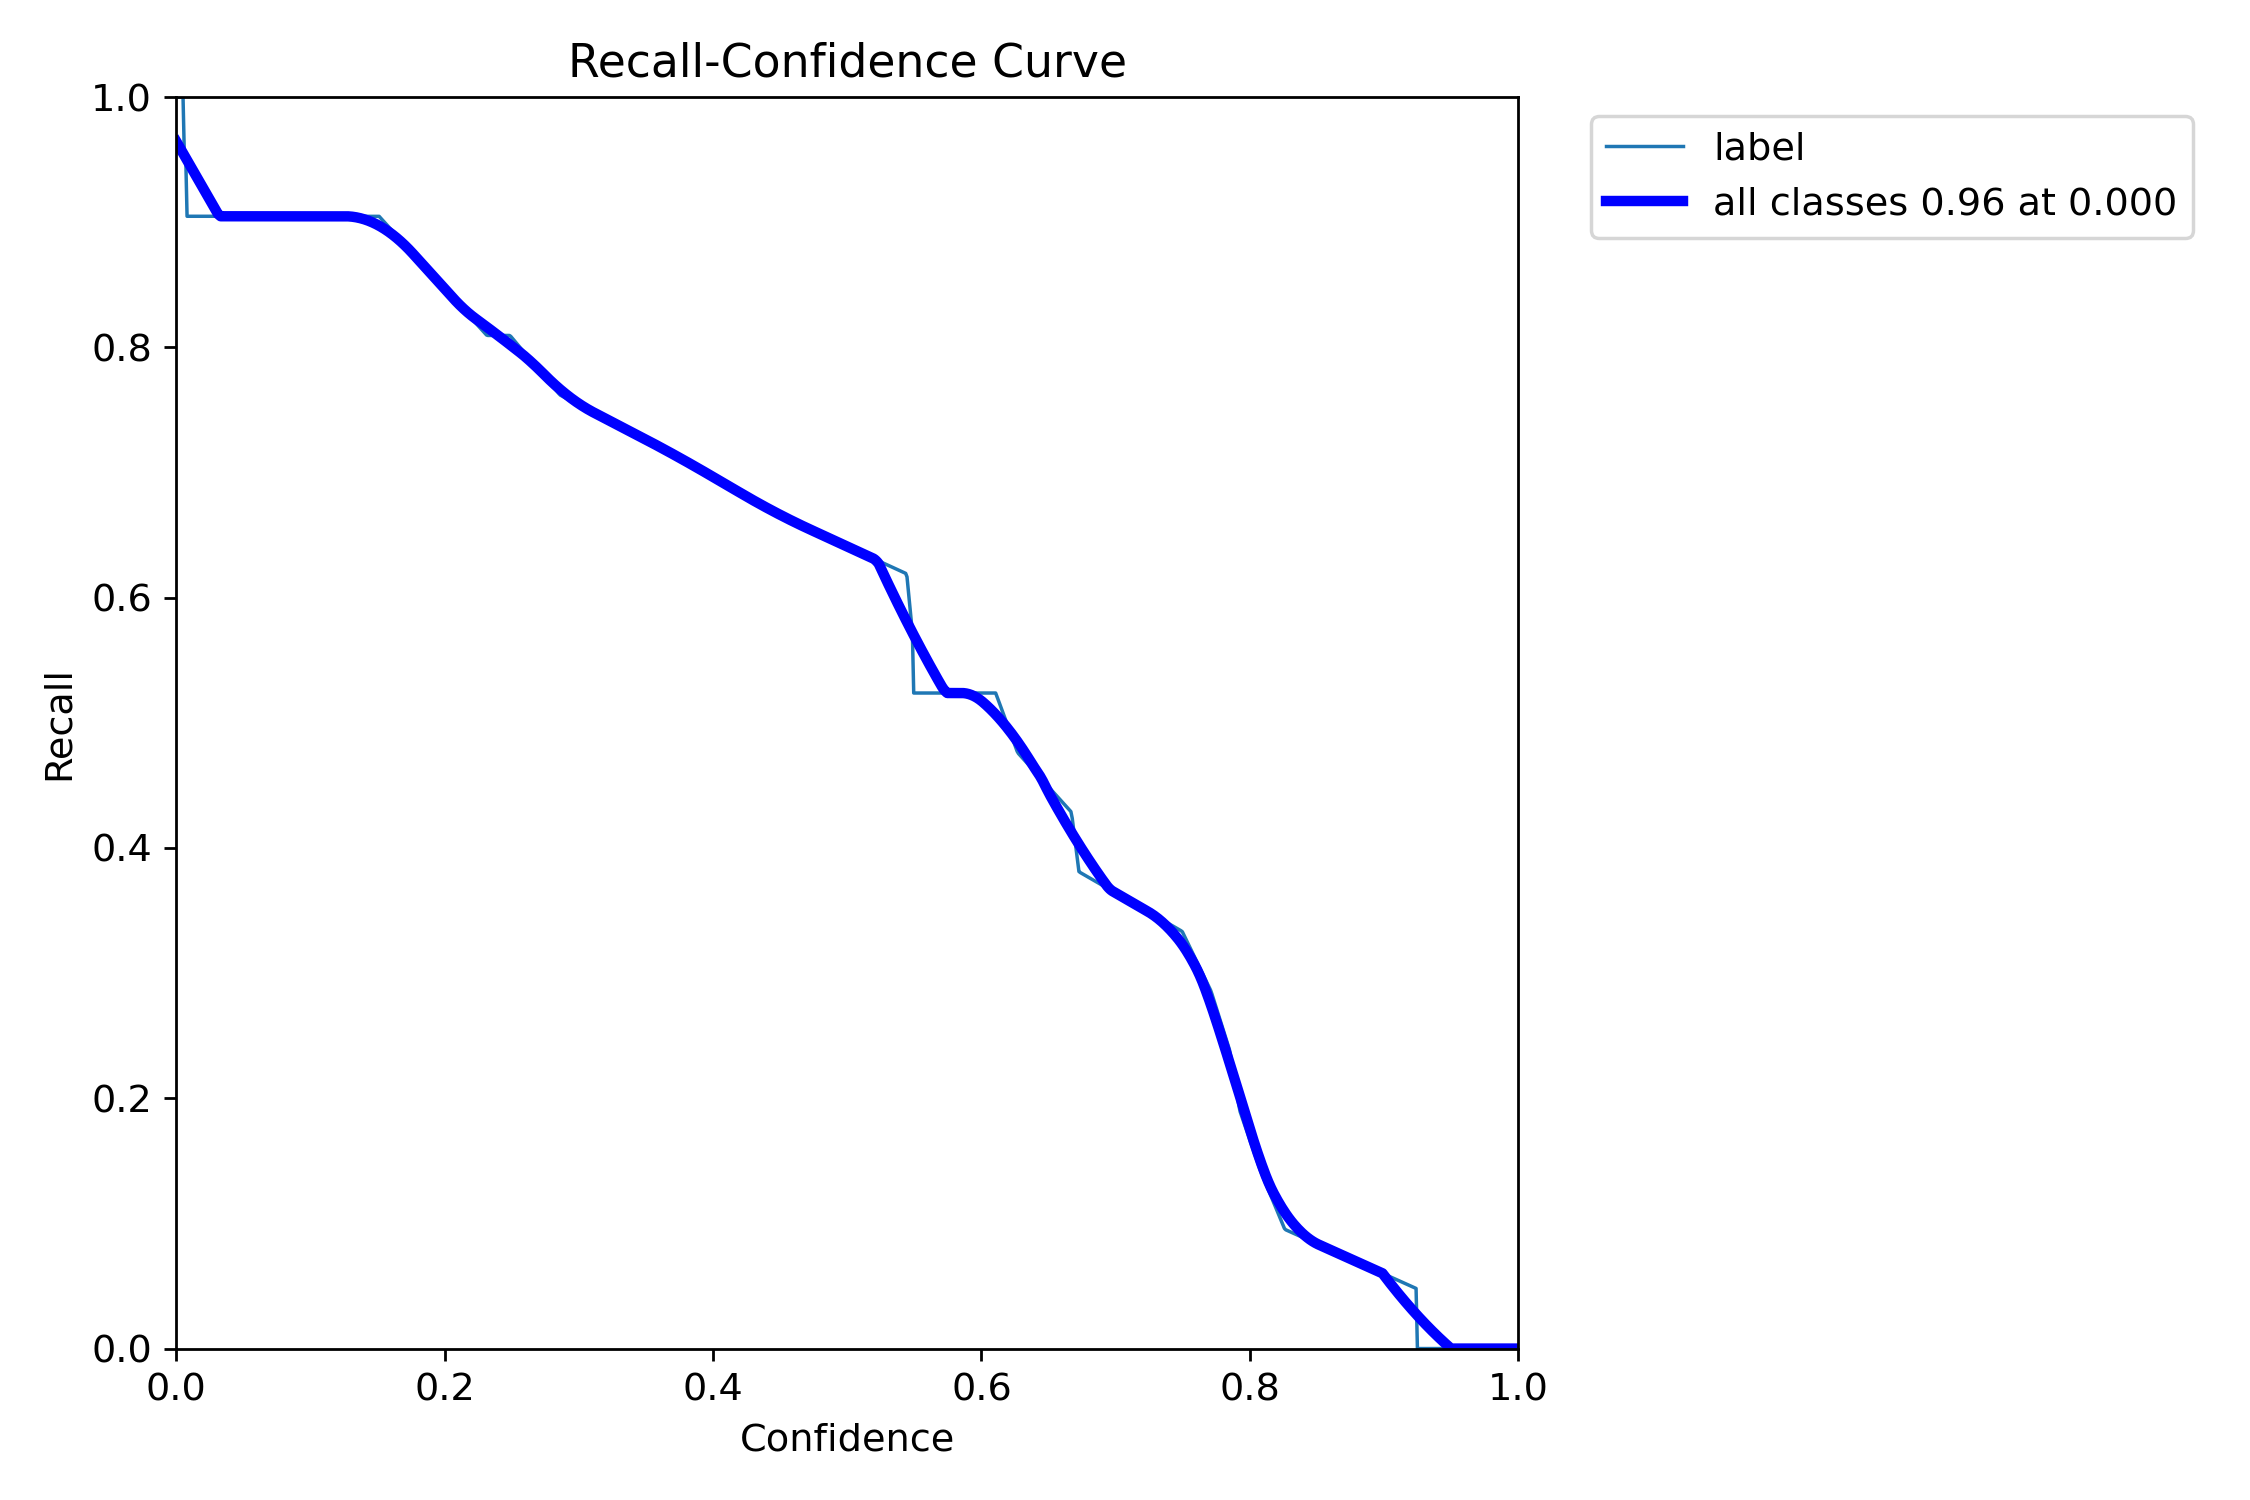 Recall-Confidence Curve
label
all classes 0.96 at 0.000
Recall
1.0
0.8
0.6
0.4
0.2
0.0
0.0 0.2 0.4 0.6 0.8 1.0
Confidence